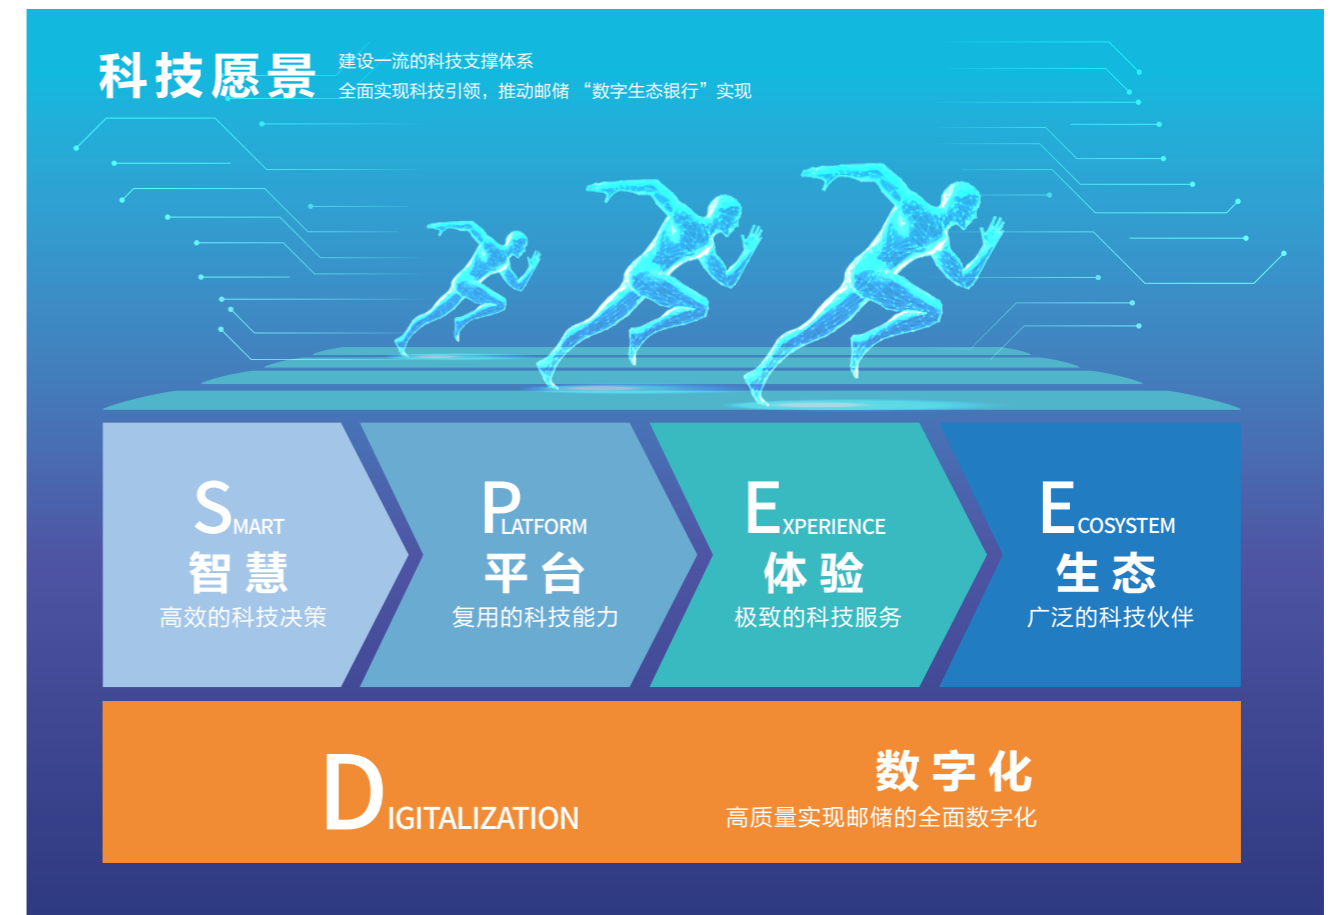 科技愿景
建设一流的科技支撑体系
全面实现科技引领，推动邮储 “数字生态银行”实现
SMART
智慧
高效的科技决策
PLATFORM
平台
复用的科技能力
EXPERIENCE
体验
极致的科技服务
ECOSYSTEM
生态
广泛的科技伙伴
DIGITALIZATION
数字化
高质量实现邮储的全面数字化